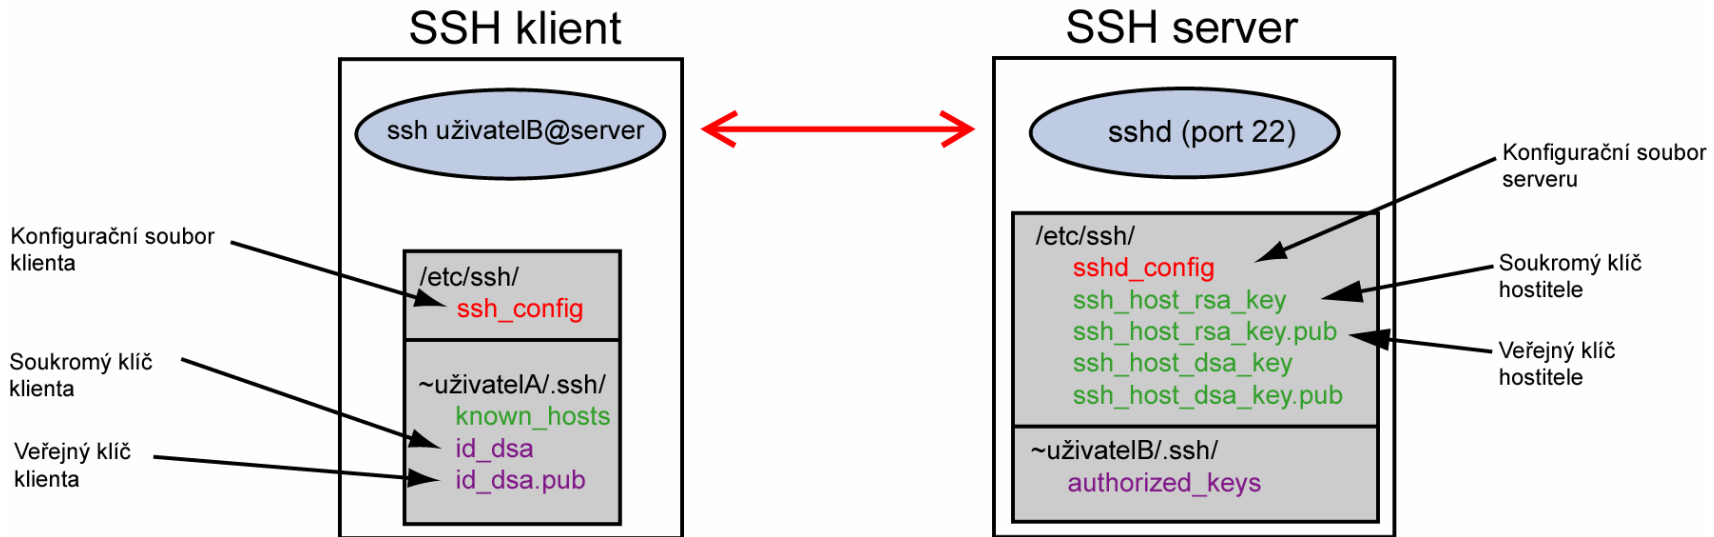 SSH klient
ssh uživatelB@server
Konfigurační soubor
klienta
/etc/ssh/
ssh_config
Soukromý klíč
klienta
~uživatelA/.ssh/
known_hosts
id_dsa
Veřejný klíč
klienta
id_dsa.pub
SSH server
sshd (port 22)
Konfigurační soubor
serveru
/etc/ssh/
sshd_config
Soukromý klíč
hostitele
ssh_host_rsa_key
ssh_host_rsa_key.pub
Veřejný klíč
hostitele
ssh_host_dsa_key
ssh_host_dsa_key.pub
~uživatelB/.ssh/
authorized_keys